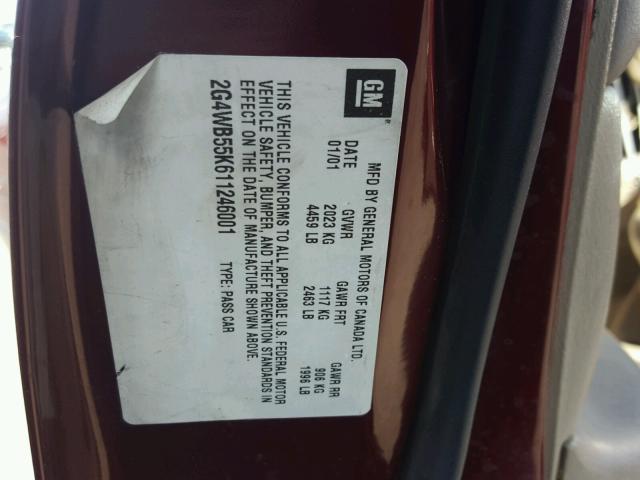 GM
MFD BY GENERAL MOTORS OF CANADA LTD.
DATE GVWR GAWR FRT GAWR RR
01/01 2023 KG 1117 KG 906 KG
4459 LB 2463 LB 1996 LB
THIS VEHICLE CONFORMS TO ALL APPLICABLE U.S. FEDERAL MOTOR
VEHICLE SAFETY, BUMPER, AND THEFT PREVENTION STANDARDS IN
EFFECT ON THE DATE OF MANUFACTURE SHOWN ABOVE.
2G4WB55K611246001 TYPE: PASS CAR